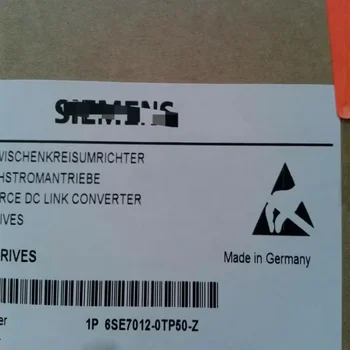 SIEMENS
WISCHENKREISUMRICHTER
HSTROMANTRIEBE
RCE DC LINK CONVERTER
IVES
RIVES
Made in Germany
er
1P 6SE7012-0TP50-Z